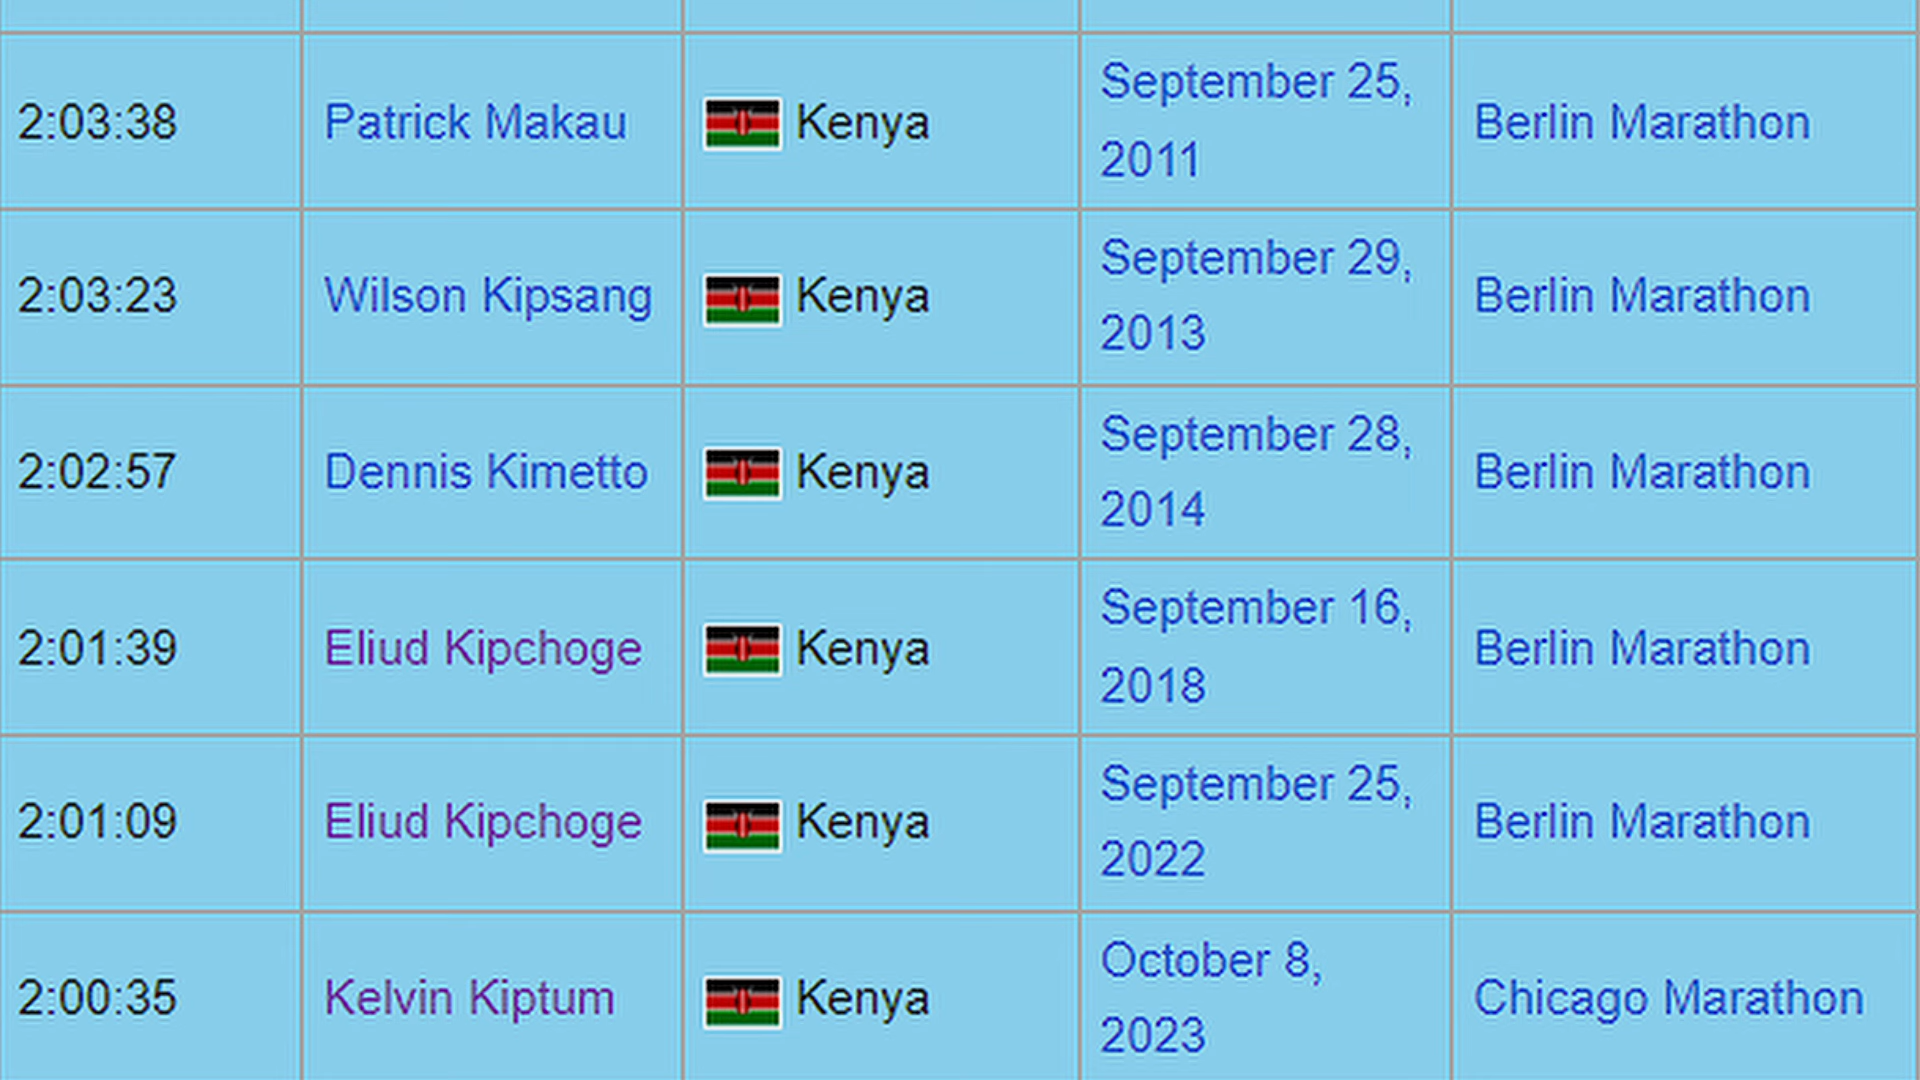 2:03:38 Patrick Makau Kenya September 25, 2011 Berlin Marathon
2:03:23 Wilson Kipsang Kenya September 29, 2013 Berlin Marathon
2:02:57 Dennis Kimetto Kenya September 28, 2014 Berlin Marathon
2:01:39 Eliud Kipchoge Kenya September 16, 2018 Berlin Marathon
2:01:09 Eliud Kipchoge Kenya September 25, 2022 Berlin Marathon
2:00:35 Kelvin Kiptum Kenya October 8, 2023 Chicago Marathon